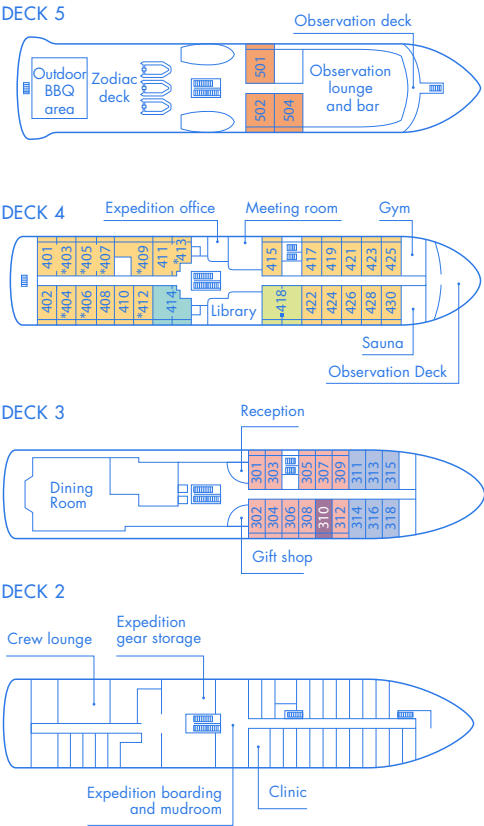 DECK 5
Observation deck
Outdoor
BBQ
area
Zodiac
deck
501
502
504
Observation
lounge
and bar
DECK 4
Expedition office
Meeting room
Gym
401
*403
*405
*407
*409
411
*413
415
417
419
421
423
425
402
*404
*406
408
410
*412
414
Library
418
422
424
426
428
430
Sauna
Observation Deck
DECK 3
Reception
Dining
Room
301
303
305
307
309
311
313
315
302
304
306
308
310
312
314
316
318
Gift shop
DECK 2
Crew lounge
Expedition
gear storage
Expedition boarding
and mudroom
Clinic